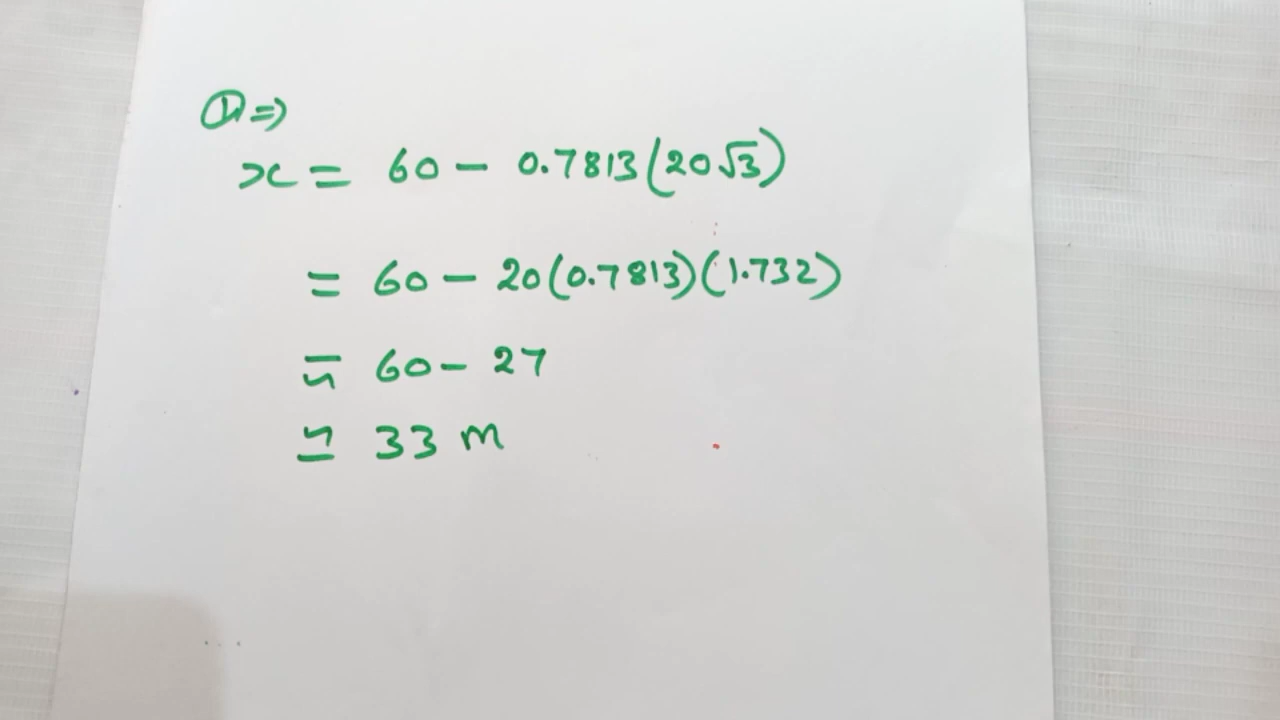 ① ⇒
x = 60 - 0.7813(20√3)
= 60 - 20(0.7813)(1.732)
≌ 60 - 27
≌ 33 m